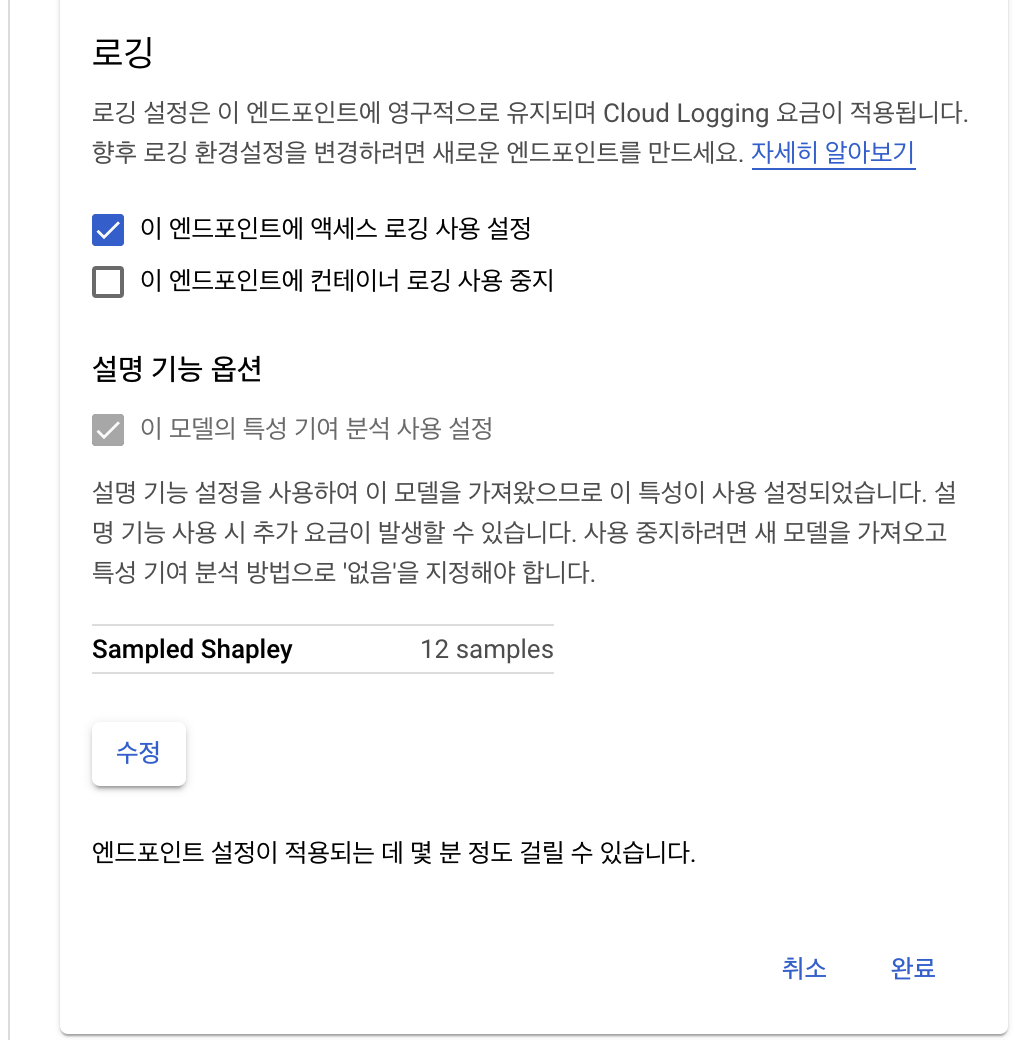 로깅
로깅 설정은 이 엔드포인트에 영구적으로 유지되며 Cloud Logging 요금이 적용됩니다.
향후 로깅 환경설정을 변경하려면 새로운 엔드포인트를 만드세요. 자세히 알아보기
이 엔드포인트에 액세스 로깅 사용 설정
이 엔드포인트에 컨테이너 로깅 사용 중지
설명 기능 옵션
이 모델의 특성 기여 분석 사용 설정
설명 기능 설정을 사용하여 이 모델을 가져왔으므로 이 특성이 사용 설정되었습니다. 설
명 기능 사용 시 추가 요금이 발생할 수 있습니다. 사용 중지하려면 새 모델을 가져오고
특성 기여 분석 방법으로 '없음'을 지정해야 합니다.
Sampled Shapley 12 samples
수정
엔드포인트 설정이 적용되는 데 몇 분 정도 걸릴 수 있습니다.
취소 완료